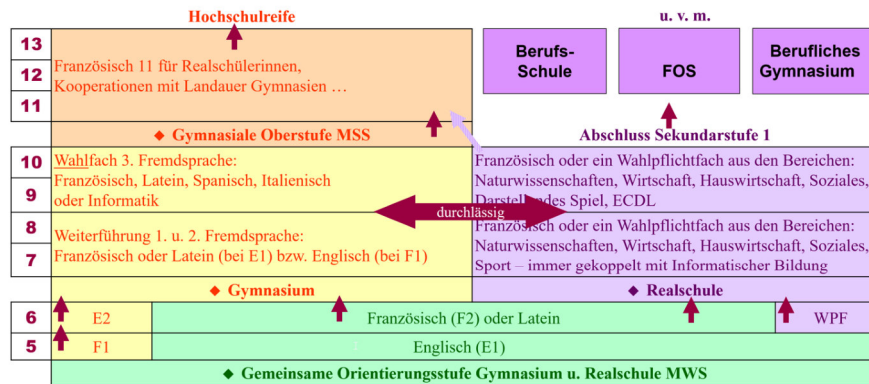 Hochschulreife
u. v. m.
13
12
11
Französisch 11 für Realschülerinnen,
Kooperationen mit Landauer Gymnasien …
Berufs-
Schule
FOS
Berufliches
Gymnasium
◆ Gymnasiale Oberstufe MSS
Abschluss Sekundarstufe 1
10
9
Wahlfach 3. Fremdsprache:
Französisch, Latein, Spanisch, Italienisch
oder Informatik
Französisch oder ein Wahlpflichtfach aus den Bereichen:
Naturwissenschaften, Wirtschaft, Hauswirtschaft, Soziales,
Darstellendes Spiel, ECDL
durchlässig
8
7
Weiterführung 1. u. 2. Fremdsprache:
Französisch oder Latein (bei E1) bzw. Englisch (bei F1)
Französisch oder ein Wahlpflichtfach aus den Bereichen:
Naturwissenschaften, Wirtschaft, Hauswirtschaft, Soziales,
Sport – immer gekoppelt mit Informatischer Bildung
◆ Gymnasium
◆ Realschule
6
E2
Französisch (F2) oder Latein
WPF
5
F1
Englisch (E1)
◆ Gemeinsame Orientierungsstufe Gymnasium u. Realschule MWS